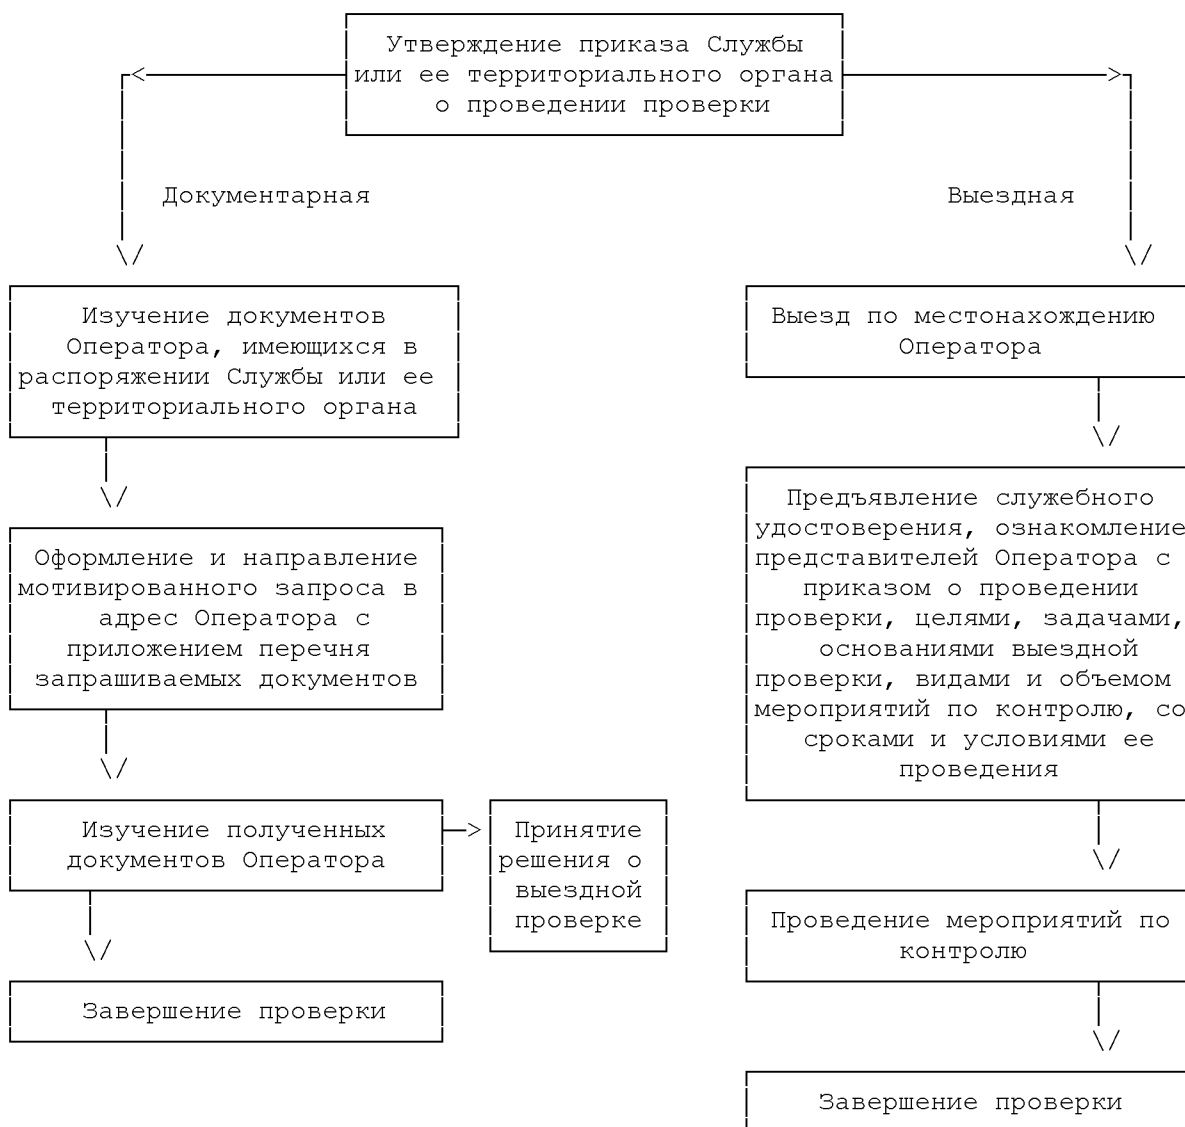 Утверждение приказа Службы
или ее территориального органа
о проведении проверки
Документарная
Выездная
Изучение документов
Оператора, имеющихся в
распоряжении Службы или ее
территориального органа
Выезд по местонахождению
Оператора
Оформление и направление
мотивированного запроса в
адрес Оператора с
приложением перечня
запрашиваемых документов
Предъявление служебного
удостоверения, ознакомление
представителей Оператора с
приказом о проведении
проверки, целями, задачами,
основаниями выездной
проверки, видами и объемом
мероприятий по контролю, со
сроками и условиями ее
проведения
Изучение полученных
документов Оператора
Принятие
решения о
выездной
проверке
Проведение мероприятий по
контролю
Завершение проверки
Завершение проверки